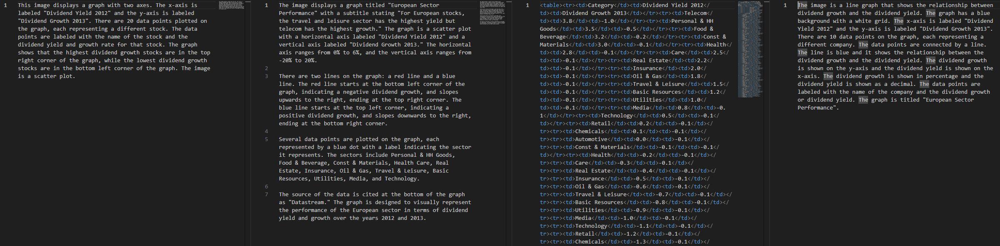 1 This image displays a graph with two axes. The x-axis is
labeled "Dividend Yield 2012" and the y-axis is labeled
"Dividend Growth 2013". There are 20 data points plotted on
the graph, each representing a different stock. The data
points are labeled with the name of the stock and the
dividend yield and growth rate for that stock. The graph
shows that the highest dividend growth stocks are in the top
right corner of the graph, while the lowest dividend growth
stocks are in the bottom left corner of the graph. The image
is a scatter plot.
1 The image displays a graph titled "European Sector
Performance" with a subtitle stating "For European stocks,
the travel and leisure sector has the highest yield but
telecom has the highest growth." The graph is a scatter plot
with a horizontal axis labeled "Dividend Yield 2012" and a
vertical axis labeled "Dividend Growth 2013." The horizontal
axis ranges from 0% to 6%, and the vertical axis ranges from
-20% to 20%.
2
3 There are two lines on the graph: a red line and a blue
line. The red line starts at the bottom left corner of the
graph, indicating a negative dividend growth, and slopes
upwards to the right, ending at the top right corner. The
blue line starts at the top left corner, indicating a
positive dividend growth, and slopes downwards to the right,
ending at the bottom right corner.
4
5 Several data points are plotted on the graph, each
represented by a blue dot with a label indicating the sector
it represents. The sectors include Personal & HH Goods,
Food & Beverage, Const & Materials, Health Care, Real
Estate, Insurance, Oil & Gas, Travel & Leisure, Basic
Resources, Utilities, Media, and Technology.
6
7 The source of the data is cited at the bottom of the graph
as "Datastream." The graph is designed to visually represent
the performance of the European sector in terms of dividend
yield and growth over the years 2012 and 2013.
1 <table><tr><td>Category</td><td>Dividend Yield 2012</
td><td>Dividend Growth 2013</td></tr><tr><td>Telecom</
td><td>3.8</td><td>-1.0</td></tr><tr><td>Personal & HH
Goods</td><td>3.5</td><td>-0.5</td></tr><tr><td>Food &
Beverage</td><td>3.2</td><td>-0.2</td></tr><tr><td>Const &
Materials</td><td>3.0</td><td>-0.1</td></tr><tr><td>Health</
td><td>2.8</td><td>-0.1</td></tr><tr><td>Care</td><td>2.5</
td><td>-0.1</td></tr><tr><td>Real Estate</td><td>2.2</
td><td>-0.1</td></tr><tr><td>Insurance</td><td>2.0</
td><td>-0.1</td></tr><tr><td>Oil & Gas</td><td>1.8</
td><td>-0.1</td></tr><tr><td>Travel & Leisure</td><td>1.5</
td><td>-0.1</td></tr><tr><td>Basic Resources</td><td>1.2</
td><td>-0.1</td></tr><tr><td>Utilities</td><td>1.0</
td><td>-0.1</td></tr><tr><td>Media</td><td>0.8</td><td>-0.
1</td></tr><tr><td>Technology</td><td>0.5</td><td>-0.1</
td></tr><tr><td>Retail</td><td>0.2</td><td>-0.1</td></
tr><tr><td>Chemicals</td><td>0.1</td><td>-0.1</td></
tr><tr><td>Automotive</td><td>0.0</td><td>-0.1</td></
tr><tr><td>Const & Materials</td><td>-0.1</td><td>-0.1</
td></tr><tr><td>Health</td><td>-0.2</td><td>-0.1</td></
tr><tr><td>Care</td><td>-0.3</td><td>-0.1</td></
tr><tr><td>Real Estate</td><td>-0.4</td><td>-0.1</td></
tr><tr><td>Insurance</td><td>-0.5</td><td>-0.1</td></
tr><tr><td>Oil & Gas</td><td>-0.6</td><td>-0.1</td></
tr><tr><td>Travel & Leisure</td><td>-0.7</td><td>-0.1</td></
tr><tr><td>Basic Resources</td><td>-0.8</td><td>-0.1</td></
tr><tr><td>Utilities</td><td>-0.9</td><td>-0.1</td></
tr><tr><td>Media</td><td>-1.0</td><td>-0.1</td></
tr><tr><td>Technology</td><td>-1.1</td><td>-0.1</td></
tr><tr><td>Retail</td><td>-1.2</td><td>-0.1</td></
tr><tr><td>Chemicals</td><td>-1.3</td><td>-0.1</td></
1 The image is a line graph that shows the relationship between
dividend growth and the dividend yield. The graph has a blue
background with a white grid. The x-axis is labeled "Dividend
Yield 2012" and the y-axis is labeled "Dividend Growth 2013".
There are 10 data points on the graph, each representing a
different company. The data points are connected by a line.
The line is blue and it shows the relationship between the
dividend growth and the dividend yield. The dividend growth
is shown on the y-axis and the dividend yield is shown on the
x-axis. The dividend growth is shown in percentage and the
dividend yield is shown as a decimal. The data points are
labeled with the name of the company and the dividend growth
or dividend yield. The graph is titled "European Sector
Performance".